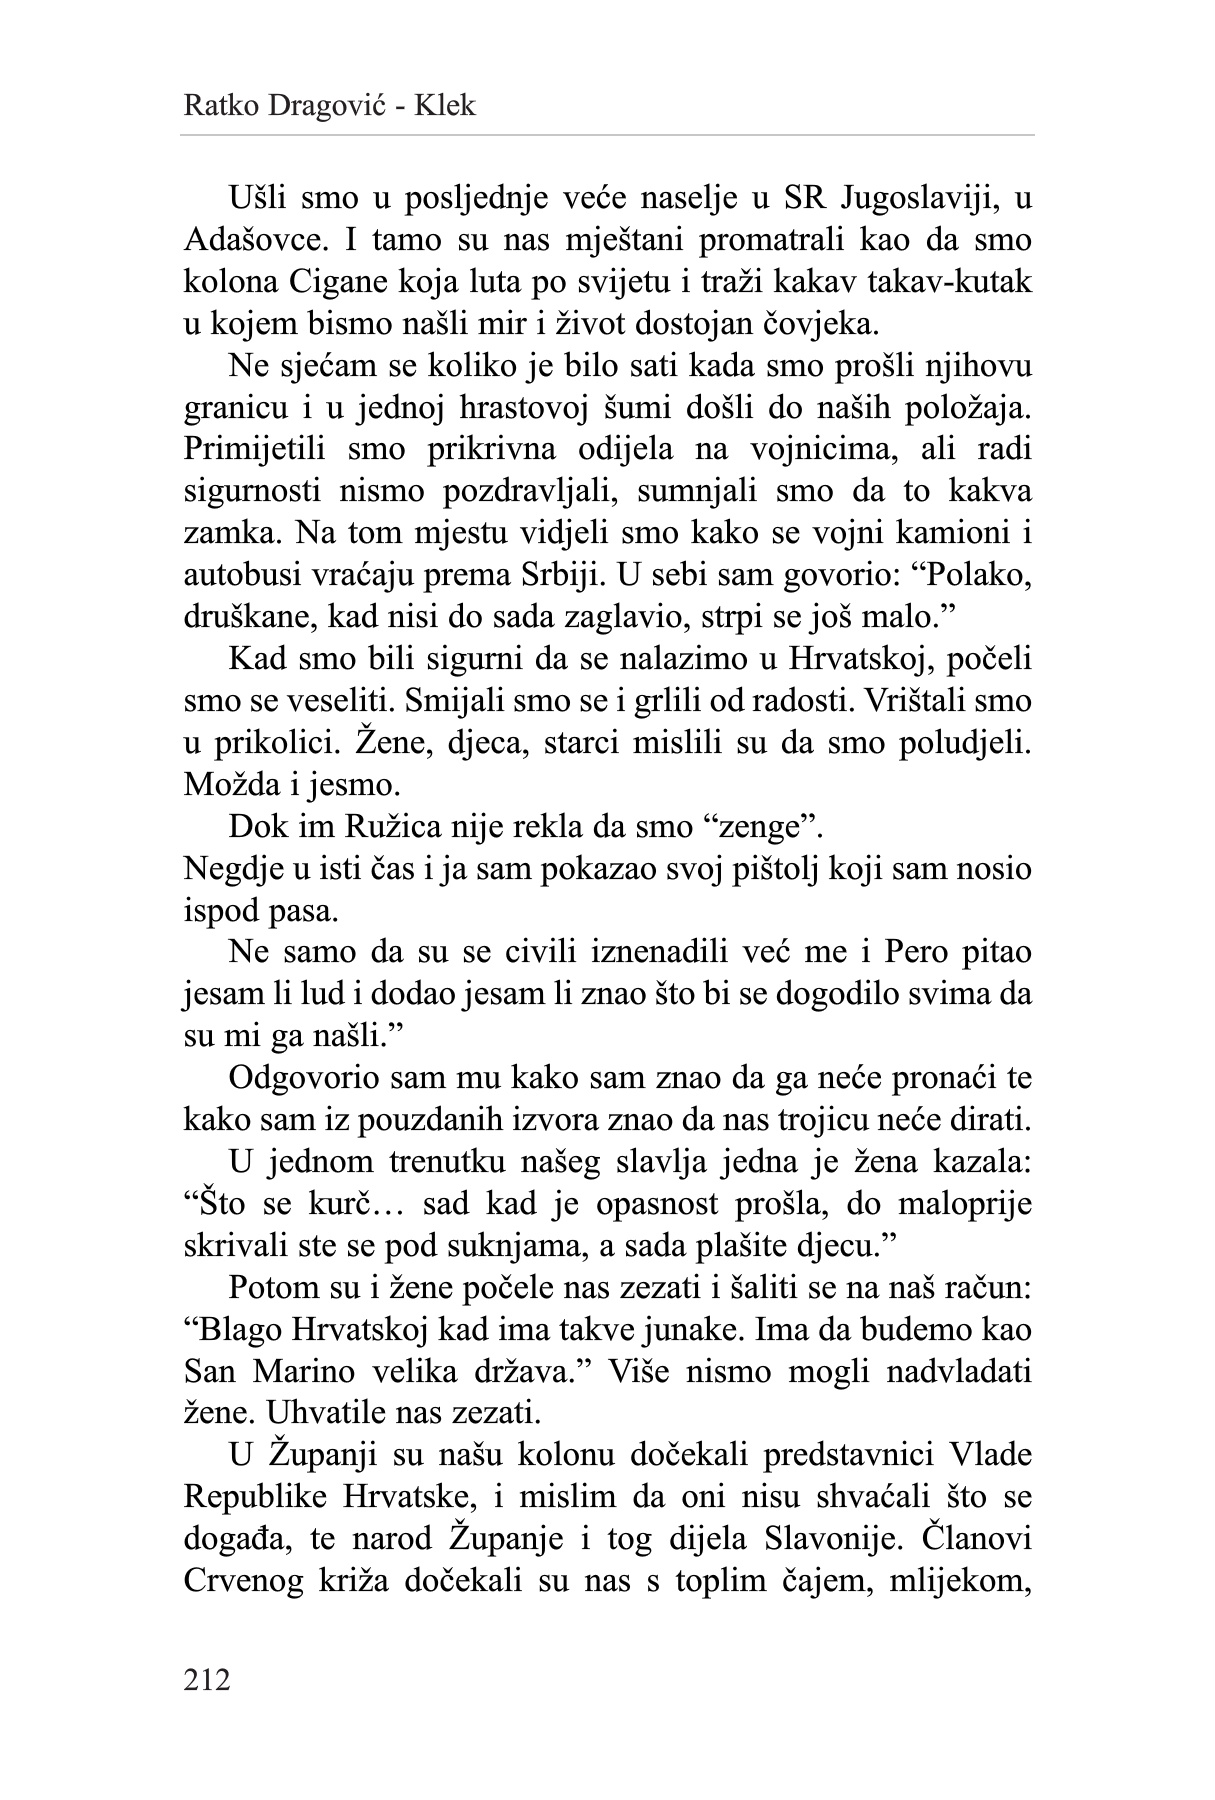 Ratko Dragović - Klek
Ušli smo u posljednje veće naselje u SR Jugoslaviji, u
Adašovce. I tamo su nas mještani promatrali kao da smo
kolona Cigane koja luta po svijetu i traži kakav takav-kutak
u kojem bismo našli mir i život dostojan čovjeka.
Ne sjećam se koliko je bilo sati kada smo prošli njihovu
granicu i u jednoj hrastovoj šumi došli do naših položaja.
Primijetili smo prikrivna odijela na vojnicima, ali radi
sigurnosti nismo pozdravljali, sumnjali smo da to kakva
zamka. Na tom mjestu vidjeli smo kako se vojni kamioni i
autobusi vraćaju prema Srbiji. U sebi sam govorio: “Polako,
druškane, kad nisi do sada zaglavio, strpi se još malo.”
Kad smo bili sigurni da se nalazimo u Hrvatskoj, počeli
smo se veseliti. Smijali smo se i grlili od radosti. Vrištali smo
u prikolici. Žene, djeca, starci mislili su da smo poludjeli.
Možda i jesmo.
Dok im Ružica nije rekla da smo “zenge”.
Negdje u isti čas i ja sam pokazao svoj pištolj koji sam nosio
ispod pasa.
Ne samo da su se civili iznenadili već me i Pero pitao
jesam li lud i dodao jesam li znao što bi se dogodilo svima da
su mi ga našli.”
Odgovorio sam mu kako sam znao da ga neće pronaći te
kako sam iz pouzdanih izvora znao da nas trojicu neće dirati.
U jednom trenutku našeg slavlja jedna je žena kazala:
“Što se kurč… sad kad je opasnost prošla, do maloprije
skrivali ste se pod suknjama, a sada plašite djecu.”
Potom su i žene počele nas zezati i šaliti se na naš račun:
“Blago Hrvatskoj kad ima takve junake. Ima da budemo kao
San Marino velika država.” Više nismo mogli nadvladati
žene. Uhvatile nas zezati.
U Županji su našu kolonu dočekali predstavnici Vlade
Republike Hrvatske, i mislim da oni nisu shvaćali što se
događa, te narod Županje i tog dijela Slavonije. Članovi
Crvenog križa dočekali su nas s toplim čajem, mlijekom,
212